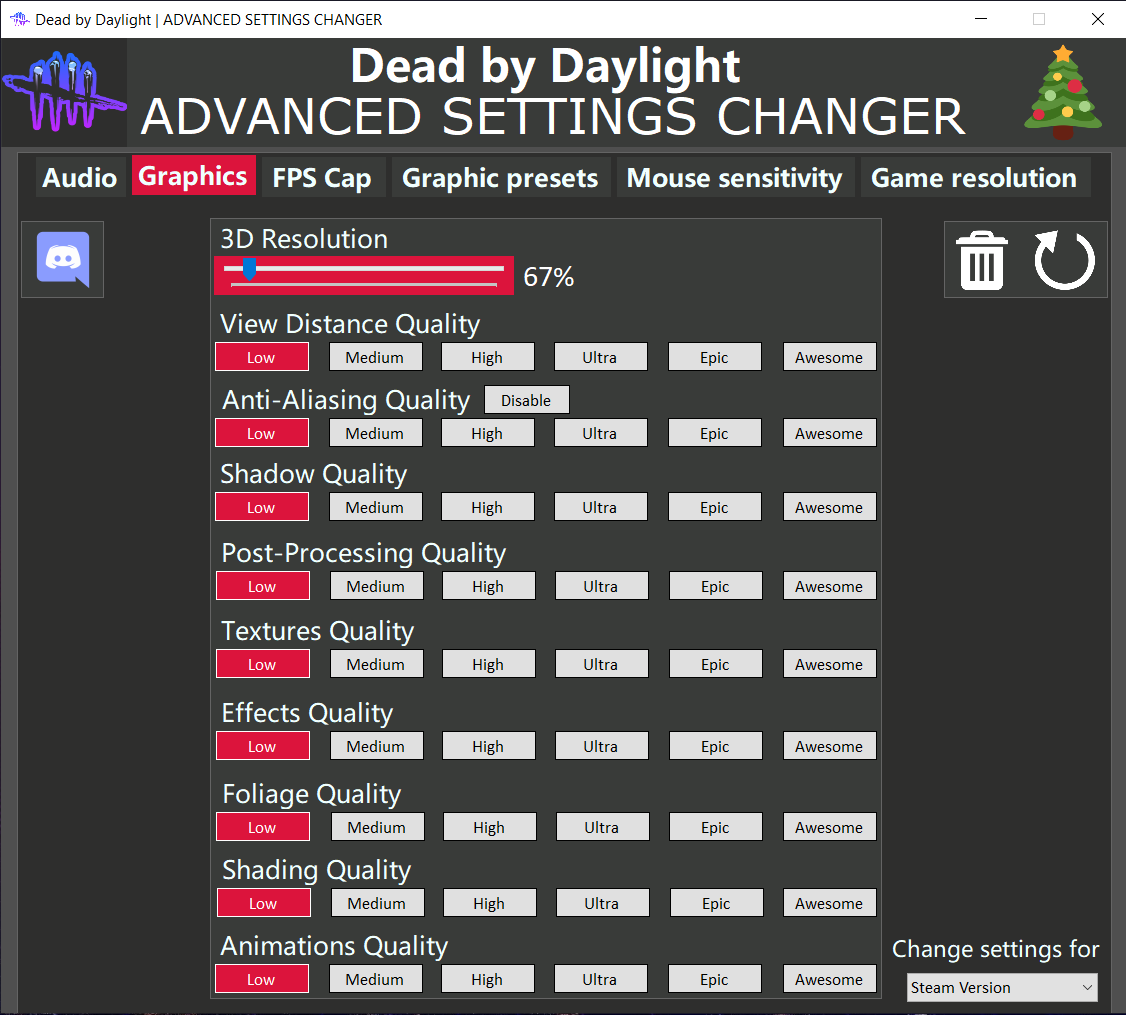 Dead by Daylight | ADVANCED SETTINGS CHANGER
Dead by Daylight
ADVANCED SETTINGS CHANGER
Audio Graphics FPS Cap Graphic presets Mouse sensitivity Game resolution
3D Resolution
67%
View Distance Quality
Low Medium High Ultra Epic Awesome
Anti-Aliasing Quality Disable
Low Medium High Ultra Epic Awesome
Shadow Quality
Low Medium High Ultra Epic Awesome
Post-Processing Quality
Low Medium High Ultra Epic Awesome
Textures Quality
Low Medium High Ultra Epic Awesome
Effects Quality
Low Medium High Ultra Epic Awesome
Foliage Quality
Low Medium High Ultra Epic Awesome
Shading Quality
Low Medium High Ultra Epic Awesome
Animations Quality
Low Medium High Ultra Epic Awesome
Change settings for
Steam Version